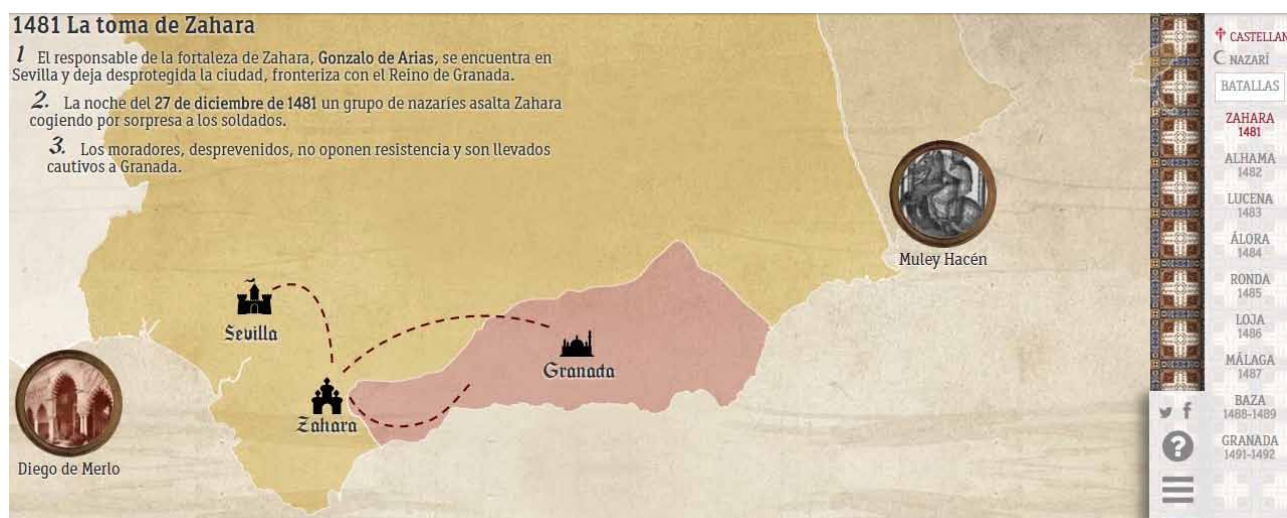 1481 La toma de Zahara
1 El responsable de la fortaleza de Zahara, Gonzalo de Arias, se encuentra en
Sevilla y deja desprotegida la ciudad, fronteriza con el Reino de Granada.
2. La noche del 27 de diciembre de 1481 un grupo de nazaríes asalta Zahara
cogiendo por sorpresa a los soldados.
3. Los moradores, desprevenidos, no oponen resistencia y son llevados
cautivos a Granada.
Muley Hacén
Sevilla
Granada
Zahara
Diego de Merlo
CASTELLAN
NAZARÍ
BATALLAS
ZAHARA
1481
ALHAMA
1482
LUCENA
1483
ÁLORA
1484
RONDA
1485
LOJA
1486
MÁLAGA
1487
BAZA
1488-1489
GRANADA
1491-1492
?